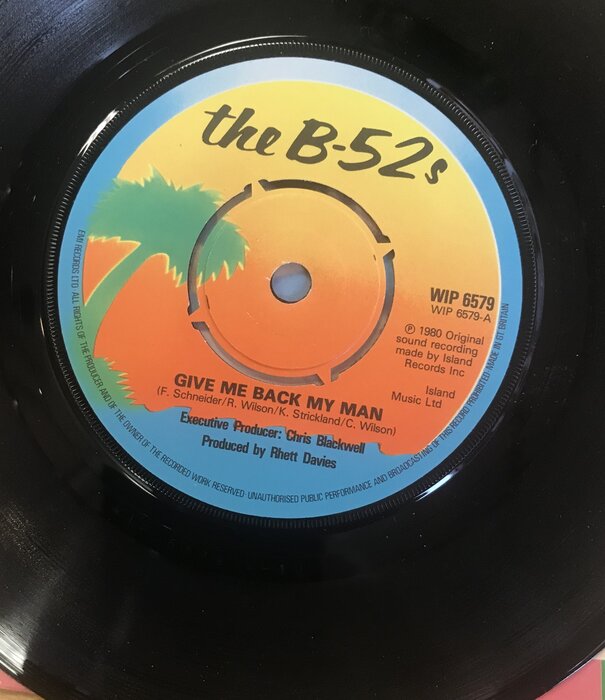 the B-52s
WIP 6579
WIP 6579-A
℗ 1980 Original
sound recording
made by Island
Records Inc
Island
Music Ltd
GIVE ME BACK MY MAN
(F. Schneider/R. Wilson/K. Strickland/C. Wilson)
Executive Producer: Chris Blackwell
Produced by Rhett Davies
EMI RECORDS LTD. ALL RIGHTS OF THE PRODUCER AND OF THE OWNER OF THE RECORDED WORK RESERVED · UNAUTHORISED PUBLIC PERFORMANCE AND BROADCASTING OF THIS RECORD PROHIBITED. MADE IN GT BRITAIN